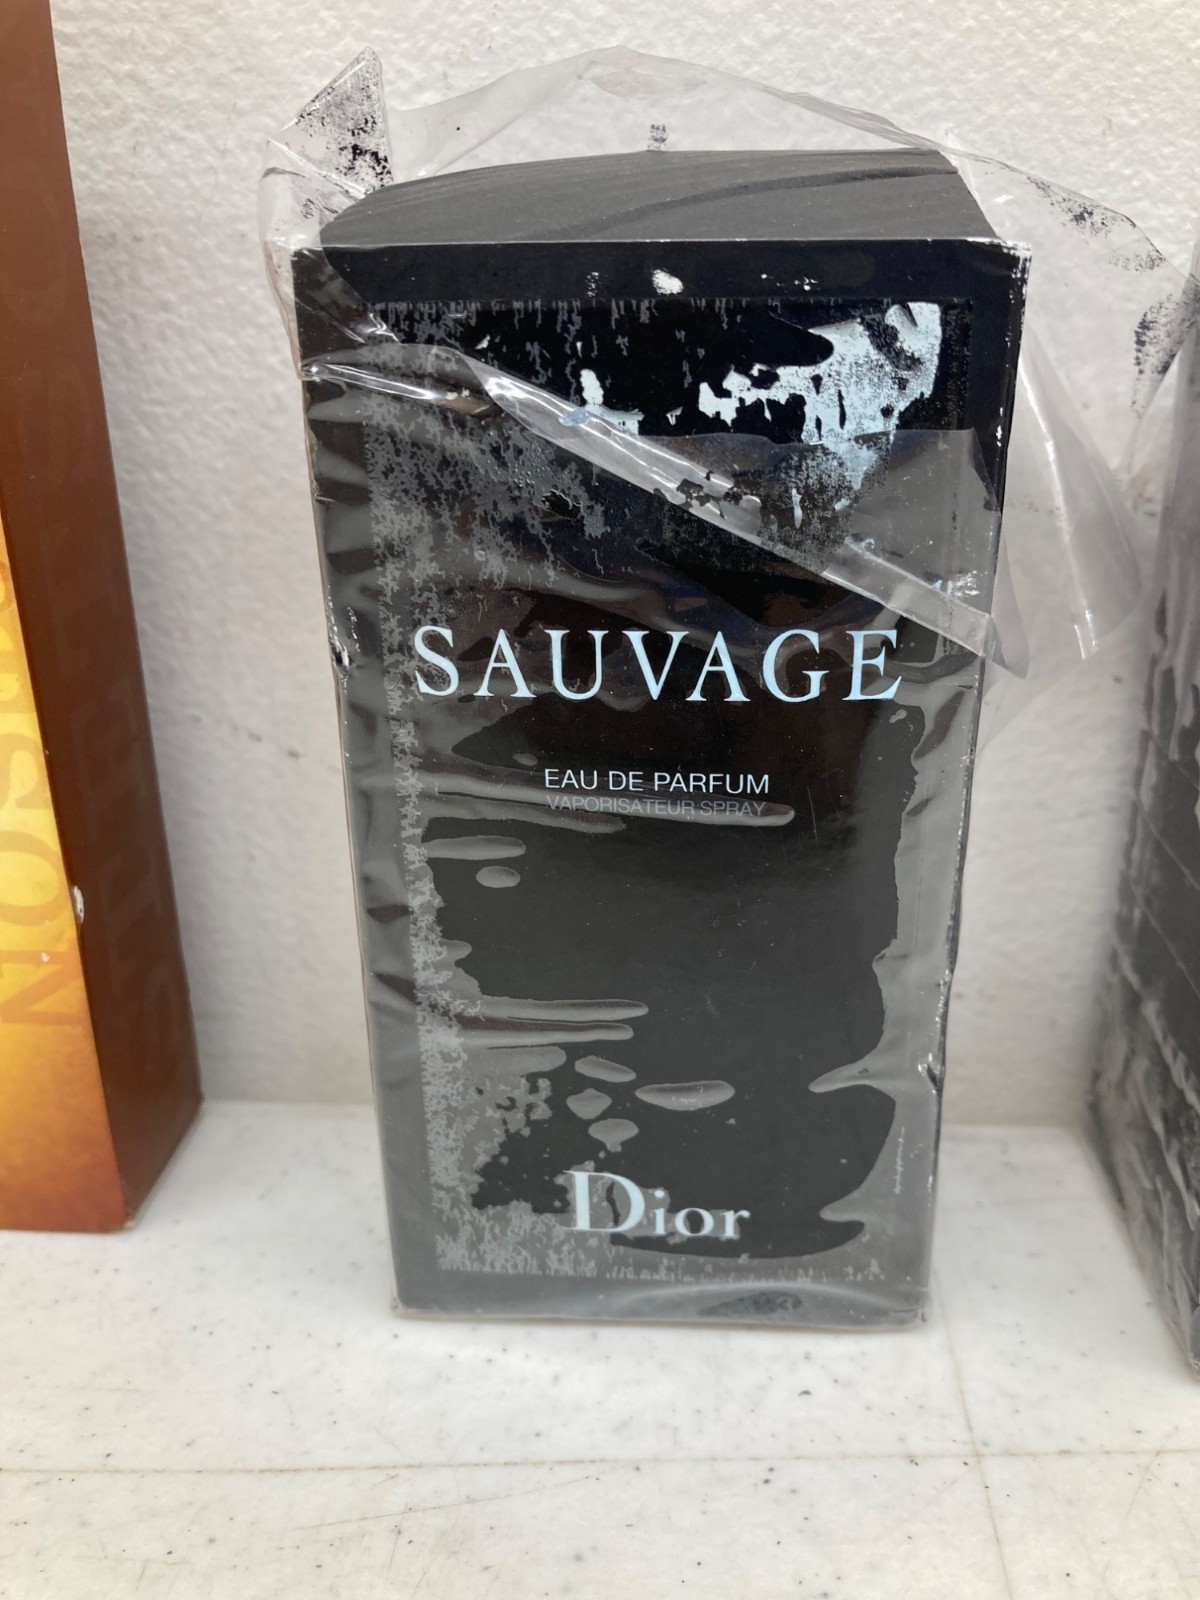 SAUVAGE
EAU DE PARFUM
VAPORISATEUR SPRAY
Dior